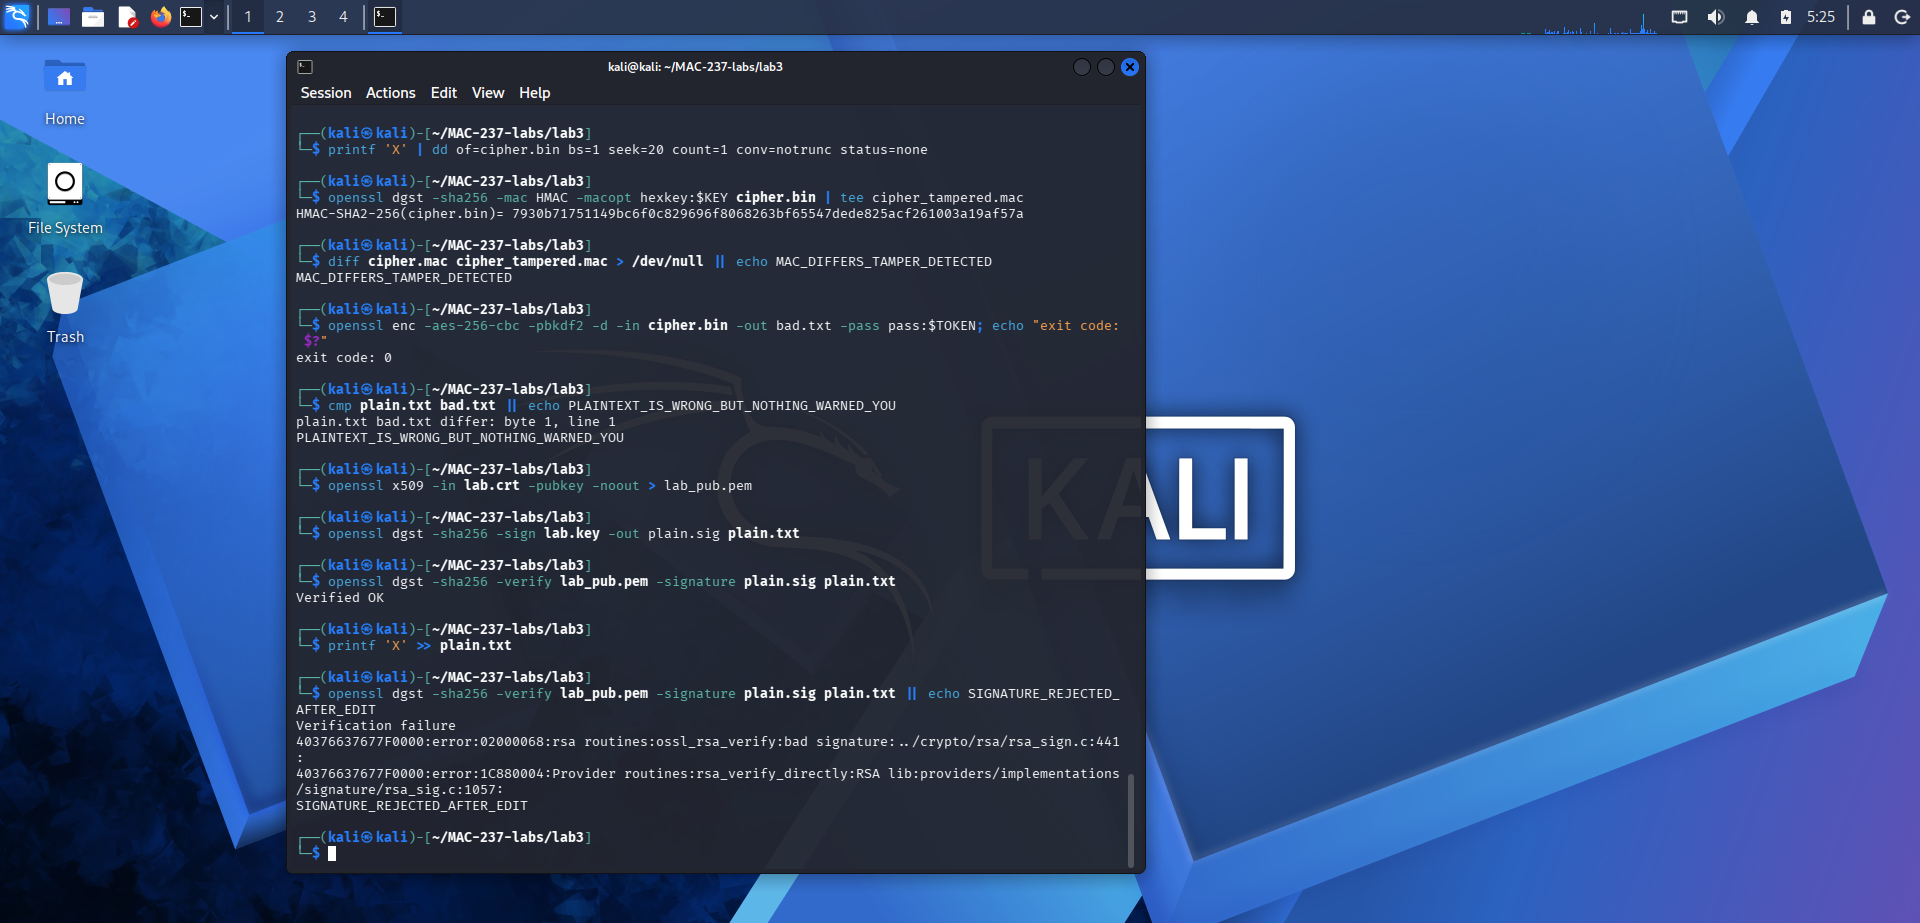 1 2 3 4
5:25
Home
File System
Trash
kali@kali: ~/MAC-237-labs/lab3
Session Actions Edit View Help
┌──(kali㉿kali)-[~/MAC-237-labs/lab3]
└─$ printf 'X' | dd of=cipher.bin bs=1 seek=20 count=1 conv=notrunc status=none
┌──(kali㉿kali)-[~/MAC-237-labs/lab3]
└─$ openssl dgst -sha256 -mac HMAC -macopt hexkey:$KEY cipher.bin | tee cipher_tampered.mac
HMAC-SHA2-256(cipher.bin)= 7930b71751149bc6f0c829696f8068263bf65547dede825acf261003a19af57a
┌──(kali㉿kali)-[~/MAC-237-labs/lab3]
└─$ diff cipher.mac cipher_tampered.mac > /dev/null || echo MAC_DIFFERS_TAMPER_DETECTED
MAC_DIFFERS_TAMPER_DETECTED
┌──(kali㉿kali)-[~/MAC-237-labs/lab3]
└─$ openssl enc -aes-256-cbc -pbkdf2 -d -in cipher.bin -out bad.txt -pass pass:$TOKEN; echo "exit code:
$?"
exit code: 0
┌──(kali㉿kali)-[~/MAC-237-labs/lab3]
└─$ cmp plain.txt bad.txt || echo PLAINTEXT_IS_WRONG_BUT_NOTHING_WARNED_YOU
plain.txt bad.txt differ: byte 1, line 1
PLAINTEXT_IS_WRONG_BUT_NOTHING_WARNED_YOU
┌──(kali㉿kali)-[~/MAC-237-labs/lab3]
└─$ openssl x509 -in lab.crt -pubkey -noout > lab_pub.pem
┌──(kali㉿kali)-[~/MAC-237-labs/lab3]
└─$ openssl dgst -sha256 -sign lab.key -out plain.sig plain.txt
┌──(kali㉿kali)-[~/MAC-237-labs/lab3]
└─$ openssl dgst -sha256 -verify lab_pub.pem -signature plain.sig plain.txt
Verified OK
┌──(kali㉿kali)-[~/MAC-237-labs/lab3]
└─$ printf 'X' >> plain.txt
┌──(kali㉿kali)-[~/MAC-237-labs/lab3]
└─$ openssl dgst -sha256 -verify lab_pub.pem -signature plain.sig plain.txt || echo SIGNATURE_REJECTED_
AFTER_EDIT
Verification failure
40376637677F0000:error:02000068:rsa routines:ossl_rsa_verify:bad signature:../crypto/rsa/rsa_sign.c:441
:
40376637677F0000:error:1C880004:Provider routines:rsa_verify_directly:RSA lib:providers/implementations
/signature/rsa_sig.c:1057:
SIGNATURE_REJECTED_AFTER_EDIT
┌──(kali㉿kali)-[~/MAC-237-labs/lab3]
└─$
KALI